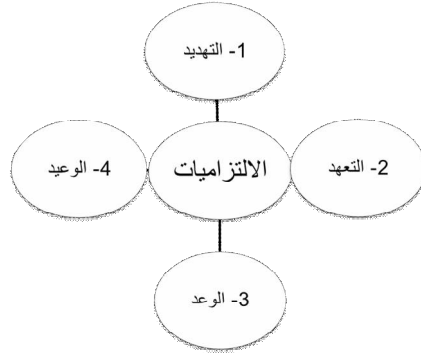 1- التهديد
الالتزاميات
2- التعهد
4- الوعيد
3- الوعد